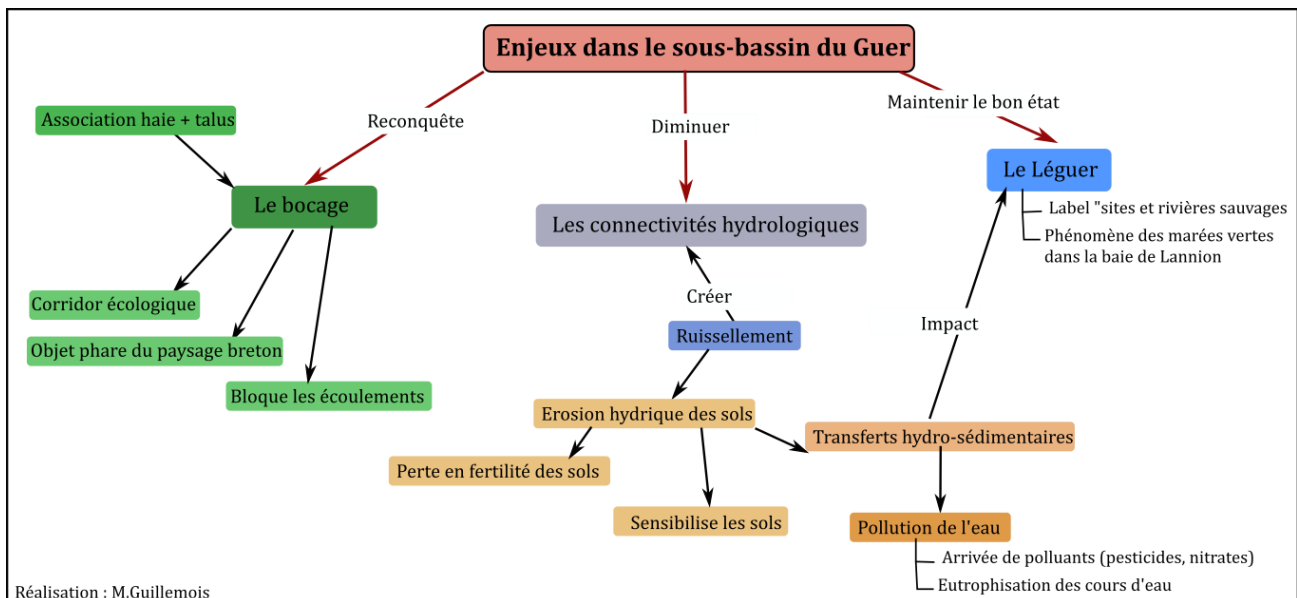 Enjeux dans le sous-bassin du Guer
Maintenir le bon état
Association haie + talus
Reconquête
Diminuer
Le Léguer
Le bocage
Label "sites et rivières sauvages
Les connectivités hydrologiques
Phénomène des marées vertes
dans la baie de Lannion
Corridor écologique
Créer
Impact
Ruissellement
Objet phare du paysage breton
Bloque les écoulements
Erosion hydrique des sols
Transferts hydro-sédimentaires
Perte en fertilité des sols
Sensibilise les sols
Pollution de l'eau
Arrivée de polluants (pesticides, nitrates)
Eutrophisation des cours d'eau
Réalisation : M.Guillemois